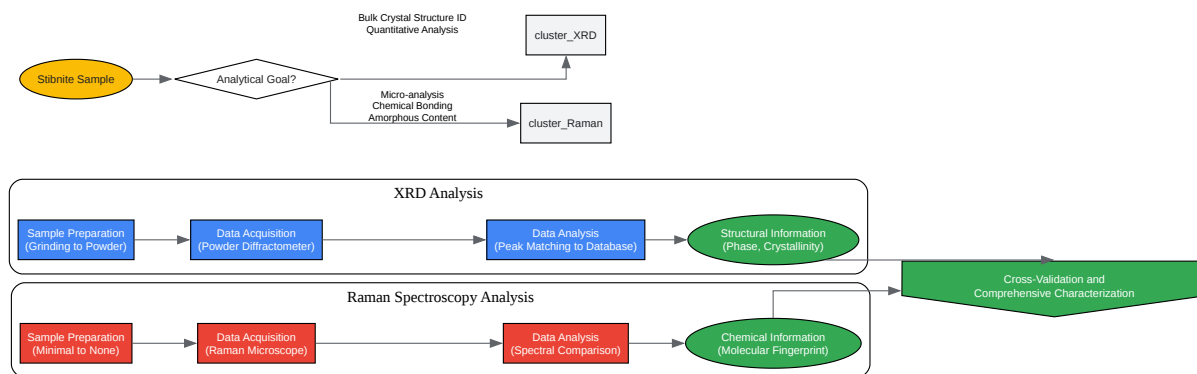 Bulk Crystal Structure ID
Quantitative Analysis
cluster_XRD
Stibnite Sample
Analytical Goal?
Micro-analysis
Chemical Bonding
Amorphous Content
cluster_Raman
XRD Analysis
Sample Preparation
(Grinding to Powder)
Data Acquisition
(Powder Diffractometer)
Data Analysis
(Peak Matching to Database)
Structural Information
(Phase, Crystallinity)
Cross-Validation and
Comprehensive Characterization
Raman Spectroscopy Analysis
Sample Preparation
(Minimal to None)
Data Acquisition
(Raman Microscope)
Data Analysis
(Spectral Comparison)
Chemical Information
(Molecular Fingerprint)